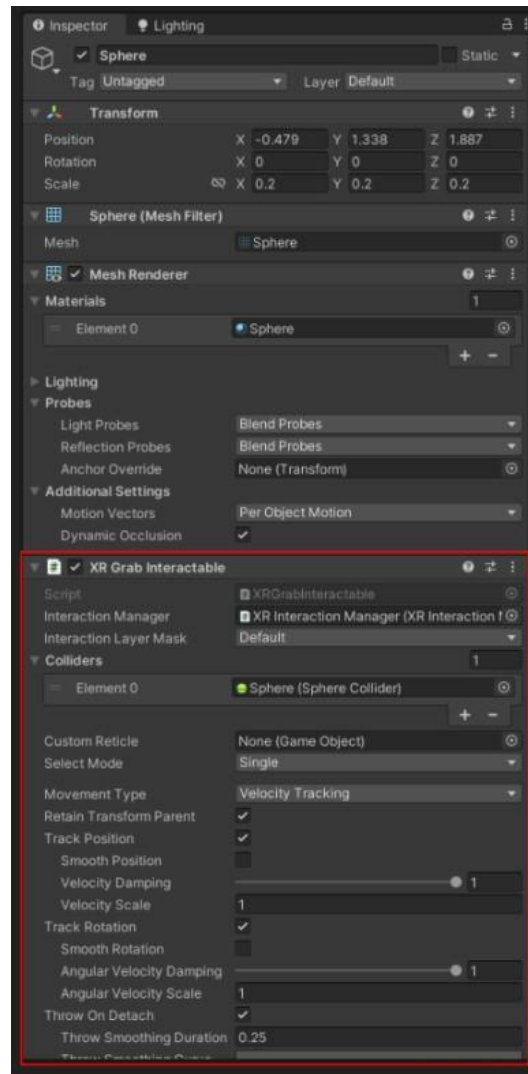 Inspector Lighting
Sphere Static
Tag Untagged Layer Default
Transform
Position X -0.479 Y 1.338 Z 1.887
Rotation X 0 Y 0 Z 0
Scale X 0.2 Y 0.2 Z 0.2
Sphere (Mesh Filter)
Mesh Sphere
Mesh Renderer
Materials 1
Element 0 Sphere
+ -
Lighting
Probes
Light Probes Blend Probes
Reflection Probes Blend Probes
Anchor Override None (Transform)
Additional Settings
Motion Vectors Per Object Motion
Dynamic Occlusion
XR Grab Interactable
Script XRGrabInteractable
Interaction Manager XR Interaction Manager (XR Interaction M
Interaction Layer Mask Default
Colliders 1
Element 0 Sphere (Sphere Collider)
+ -
Custom Reticle None (Game Object)
Select Mode Single
Movement Type Velocity Tracking
Retain Transform Parent
Track Position
Smooth Position
Velocity Damping 1
Velocity Scale 1
Track Rotation
Smooth Rotation
Angular Velocity Damping 1
Angular Velocity Scale 1
Throw On Detach
Throw Smoothing Duration 0.25
Throw Smoothing Curve